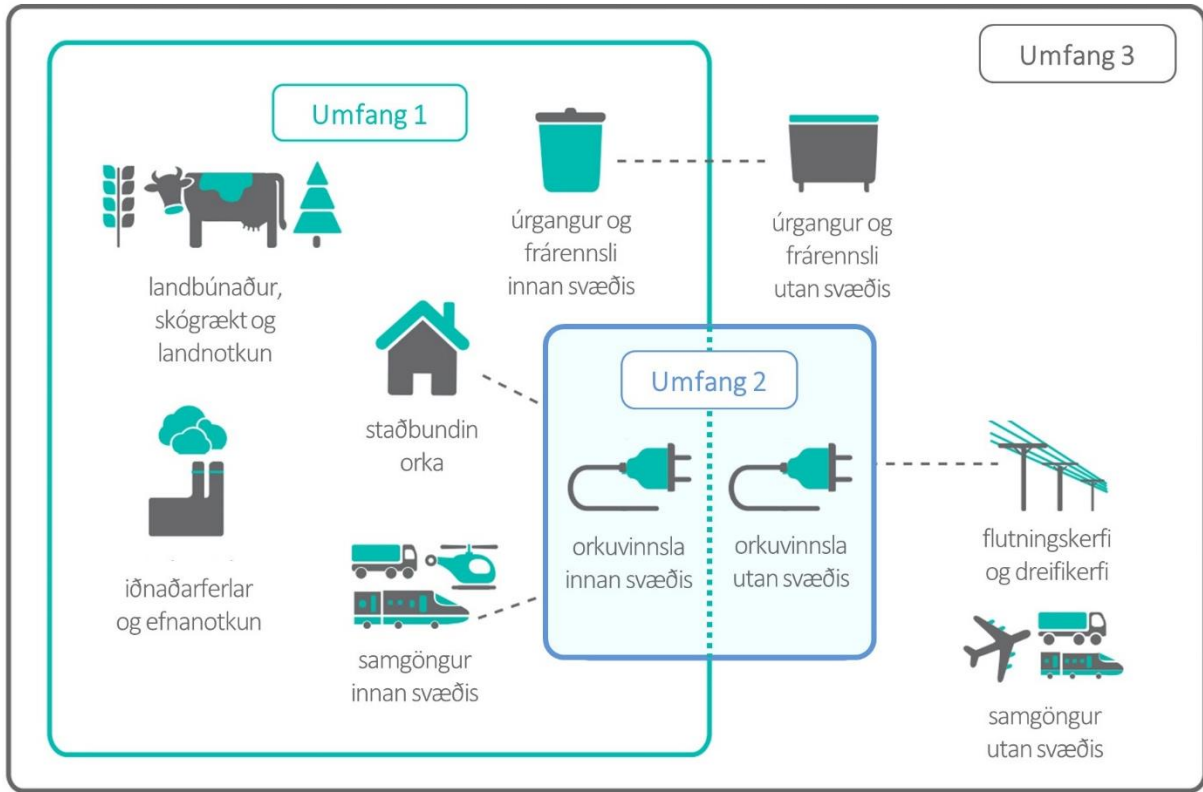 Umfang 3
Umfang 1
úrgangur og
frárennsli
innan svæðis
úrgangur og
frárennsli
utan svæðis
landbúnaður,
skógrækt og
landnotkun
Umfang 2
staðbundin
orka
orkuvinnsla
innan svæðis
orkuvinnsla
utan svæðis
flutningskerfi
og dreifikerfi
iðnaðarferlar
og efnanotkun
samgöngur
innan svæðis
samgöngur
utan svæðis